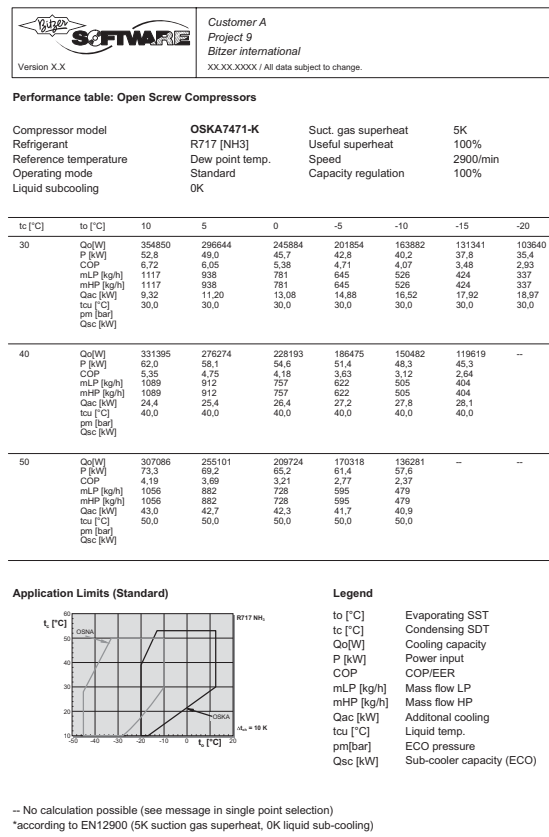 Bitzer
SOFTWARE
Version X.X
Customer A
Project 9
Bitzer international
XX.XX.XXXX / All data subject to change.
Performance table: Open Screw Compressors
Compressor model OSKA7471-K Suct. gas superheat 5K
Refrigerant R717 [NH3] Useful superheat 100%
Reference temperature Dew point temp. Speed 2900/min
Operating mode Standard Capacity regulation 100%
Liquid subcooling 0K
tc [°C] to [°C] 10 5 0 -5 -10 -15 -20
30 Qo[W] 354850 296644 245884 201854 163882 131341 103640
P [kW] 52,8 49,0 45,7 42,8 40,2 37,8 35,4
COP 6,72 6,05 5,38 4,71 4,07 3,48 2,93
mLP [kg/h] 1117 938 781 645 526 424 337
mHP [kg/h] 1117 938 781 645 526 424 337
Qac [kW] 9,32 11,20 13,08 14,88 16,52 17,92 18,97
tcu [°C] 30,0 30,0 30,0 30,0 30,0 30,0 30,0
pm [bar]
Qsc [kW]
40 Qo[W] 331395 276274 228193 186475 150482 119619 --
P [kW] 62,0 58,1 54,6 51,4 48,3 45,3
COP 5,35 4,75 4,18 3,63 3,12 2,64
mLP [kg/h] 1089 912 757 622 505 404
mHP [kg/h] 1089 912 757 622 505 404
Qac [kW] 24,4 25,4 26,4 27,2 27,8 28,1
tcu [°C] 40,0 40,0 40,0 40,0 40,0 40,0
pm [bar]
Qsc [kW]
50 Qo[W] 307086 255101 209724 170318 136281 -- --
P [kW] 73,3 69,2 65,2 61,4 57,6
COP 4,19 3,69 3,21 2,77 2,37
mLP [kg/h] 1056 882 728 595 479
mHP [kg/h] 1056 882 728 595 479
Qac [kW] 43,0 42,7 42,3 41,7 40,9
tcu [°C] 50,0 50,0 50,0 50,0 50,0
pm [bar]
Qsc [kW]
Application Limits (Standard)
tc [°C]
60
50
40
30
20
10
-50 -40 -30 -20 -10 0 10 20
to [°C]
OSNA
OSKA
R717 NH3
Δtoh = 10 K
Legend
to [°C] Evaporating SST
tc [°C] Condensing SDT
Qo[W] Cooling capacity
P [kW] Power input
COP COP/EER
mLP [kg/h] Mass flow LP
mHP [kg/h] Mass flow HP
Qac [kW] Additonal cooling
tcu [°C] Liquid temp.
pm[bar] ECO pressure
Qsc [kW] Sub-cooler capacity (ECO)
-- No calculation possible (see message in single point selection)
*according to EN12900 (5K suction gas superheat, 0K liquid sub-cooling)